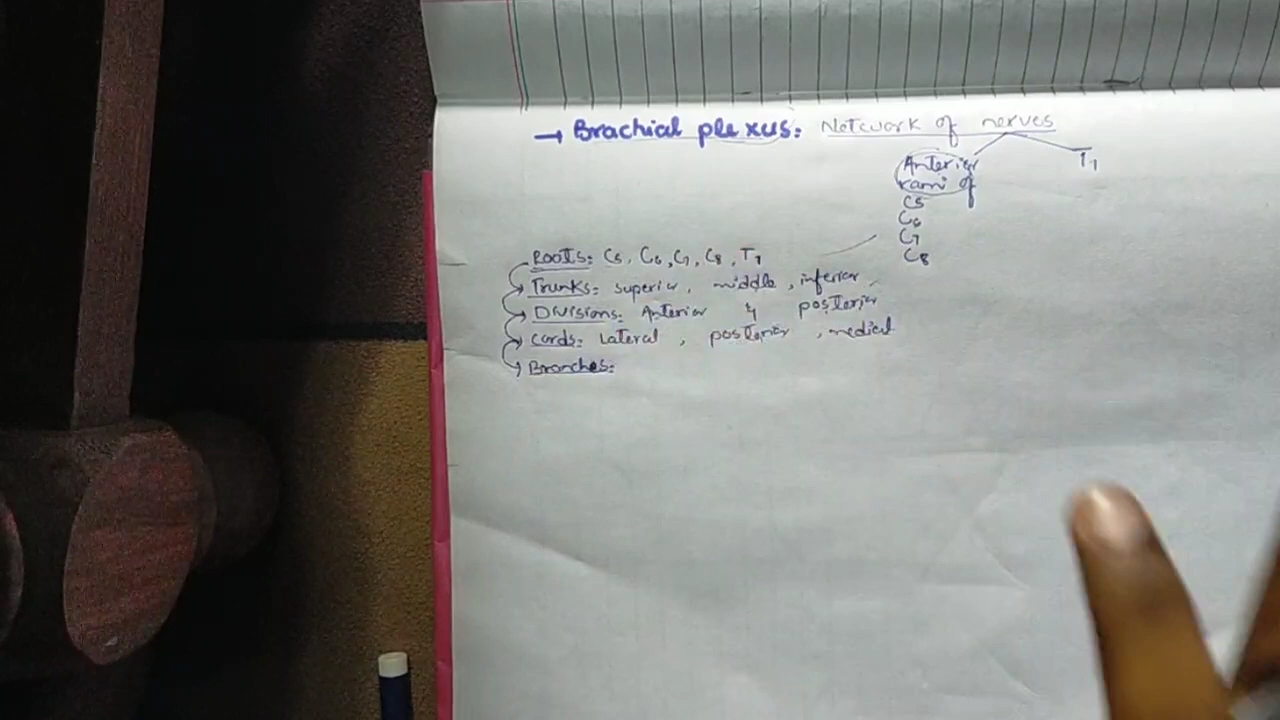 → Brachial plexus: Network of nerves
Anterior
rami of
T1
C5
C6
C7
C8
Roots: C5, C6, C7, C8, T1
Trunks: superior, middle, inferior
Divisions: Anterior & posterior
Cords: Lateral, posterior, medial
Branches: